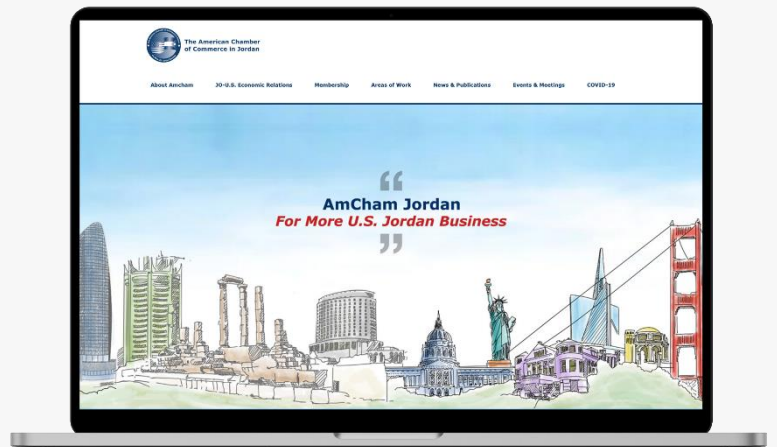 The American Chamber
of Commerce in Jordan
About Amcham JO-U.S. Economic Relations Membership Areas of Work News & Publications Events & Meetings COVID-19
“
AmCham Jordan
For More U.S. Jordan Business
”